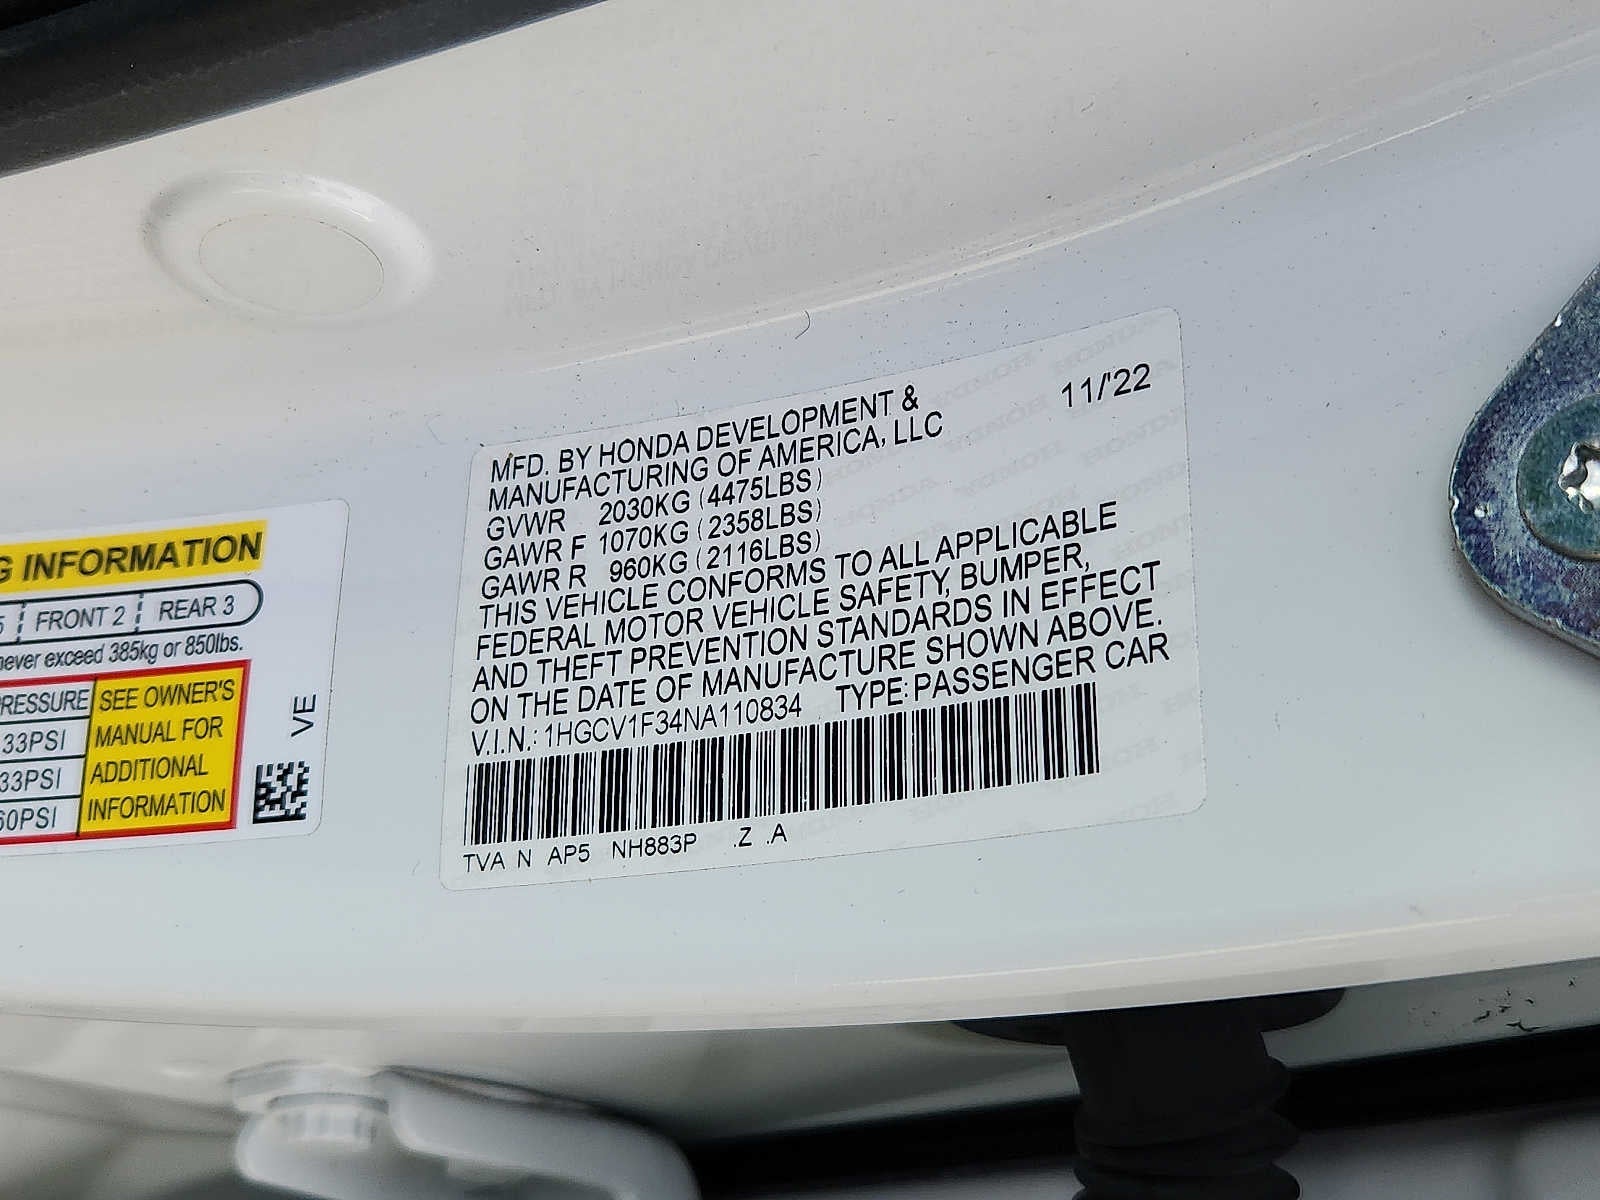 G INFORMATION
5 FRONT 2 REAR 3
never exceed 385kg or 850lbs.
PRESSURE SEE OWNER'S
33PSI MANUAL FOR
33PSI ADDITIONAL
60PSI INFORMATION
VE
MFD. BY HONDA DEVELOPMENT & 11/'22
MANUFACTURING OF AMERICA, LLC
GVWR 2030KG (4475LBS)
GAWR F 1070KG (2358LBS)
GAWR R 960KG (2116LBS)
THIS VEHICLE CONFORMS TO ALL APPLICABLE
FEDERAL MOTOR VEHICLE SAFETY, BUMPER,
AND THEFT PREVENTION STANDARDS IN EFFECT
ON THE DATE OF MANUFACTURE SHOWN ABOVE.
V.I.N.: 1HGCV1F34NA110834 TYPE: PASSENGER CAR
TVA N AP5 NH883P .Z .A